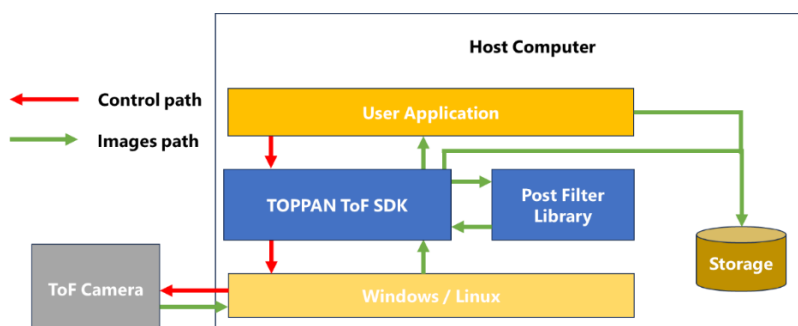 Host Computer
Control path
Images path
User Application
TOPPAN ToF SDK
Post Filter
Library
Storage
ToF Camera
Windows / Linux